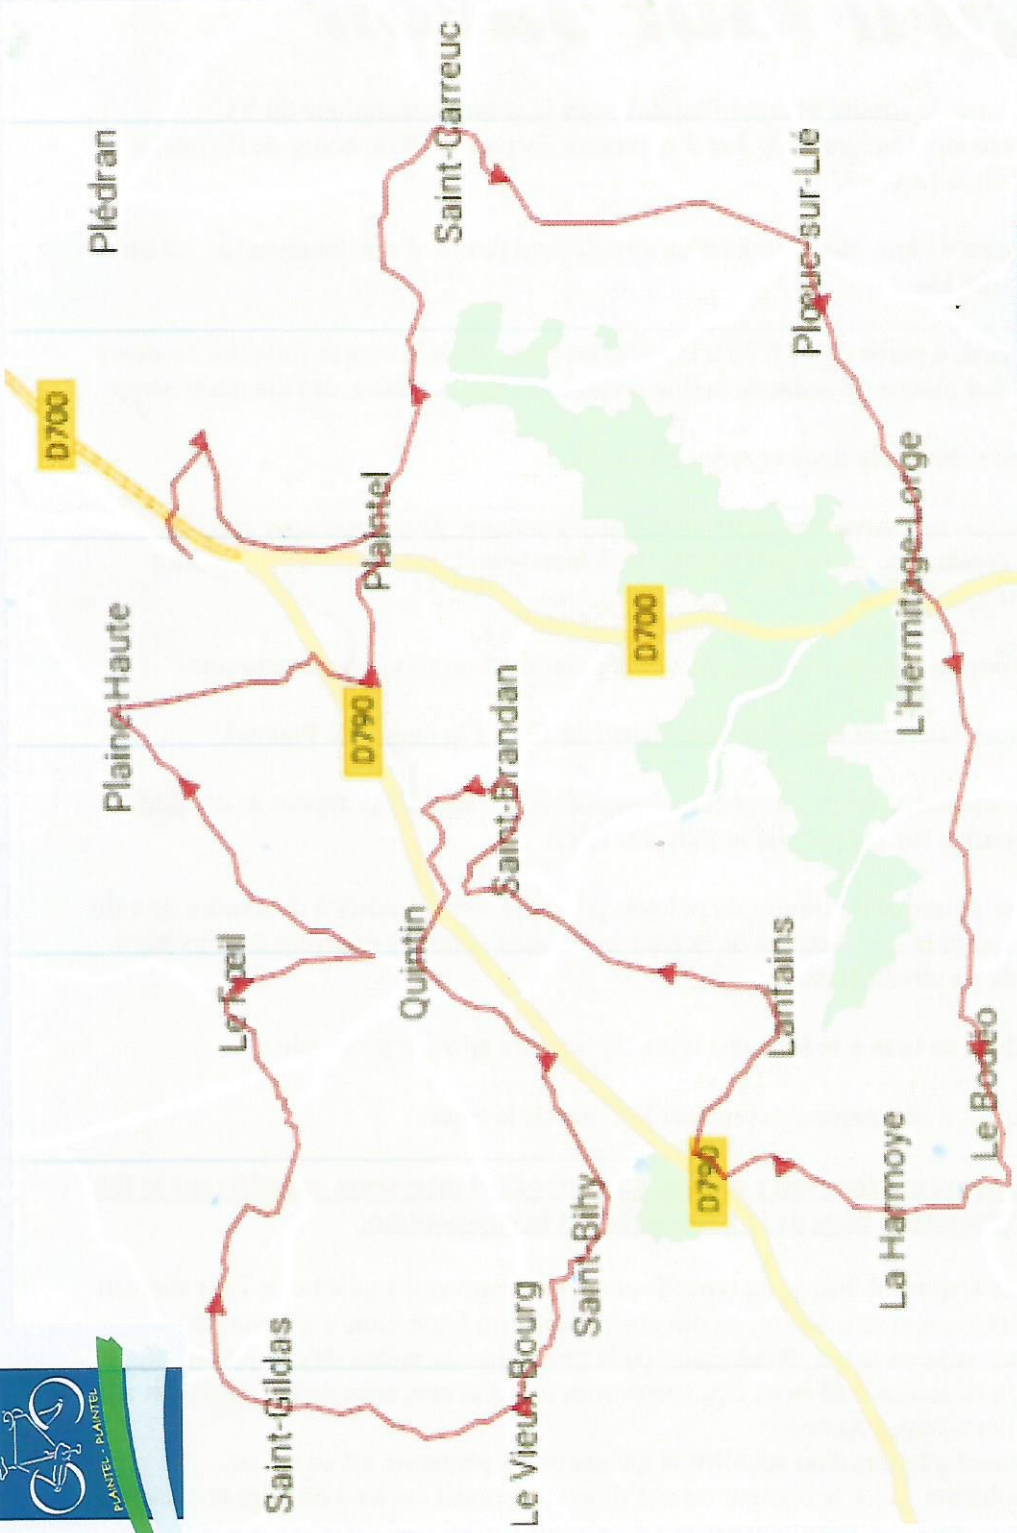 PLAINTEL - PLAINTEL
Saint-Gildas
Le Vieux-Bourg
Saint-Bihy
La Harmoye
Le Bodéo
D790
Le Fœil
Quintin
Lanfains
Plaine-Haute
D790
Saint-Brandan
D700
L'Hermitage-Lorge
D700
Plaintel
Plédran
Saint-Carreuc
Plœuc-sur-Lié